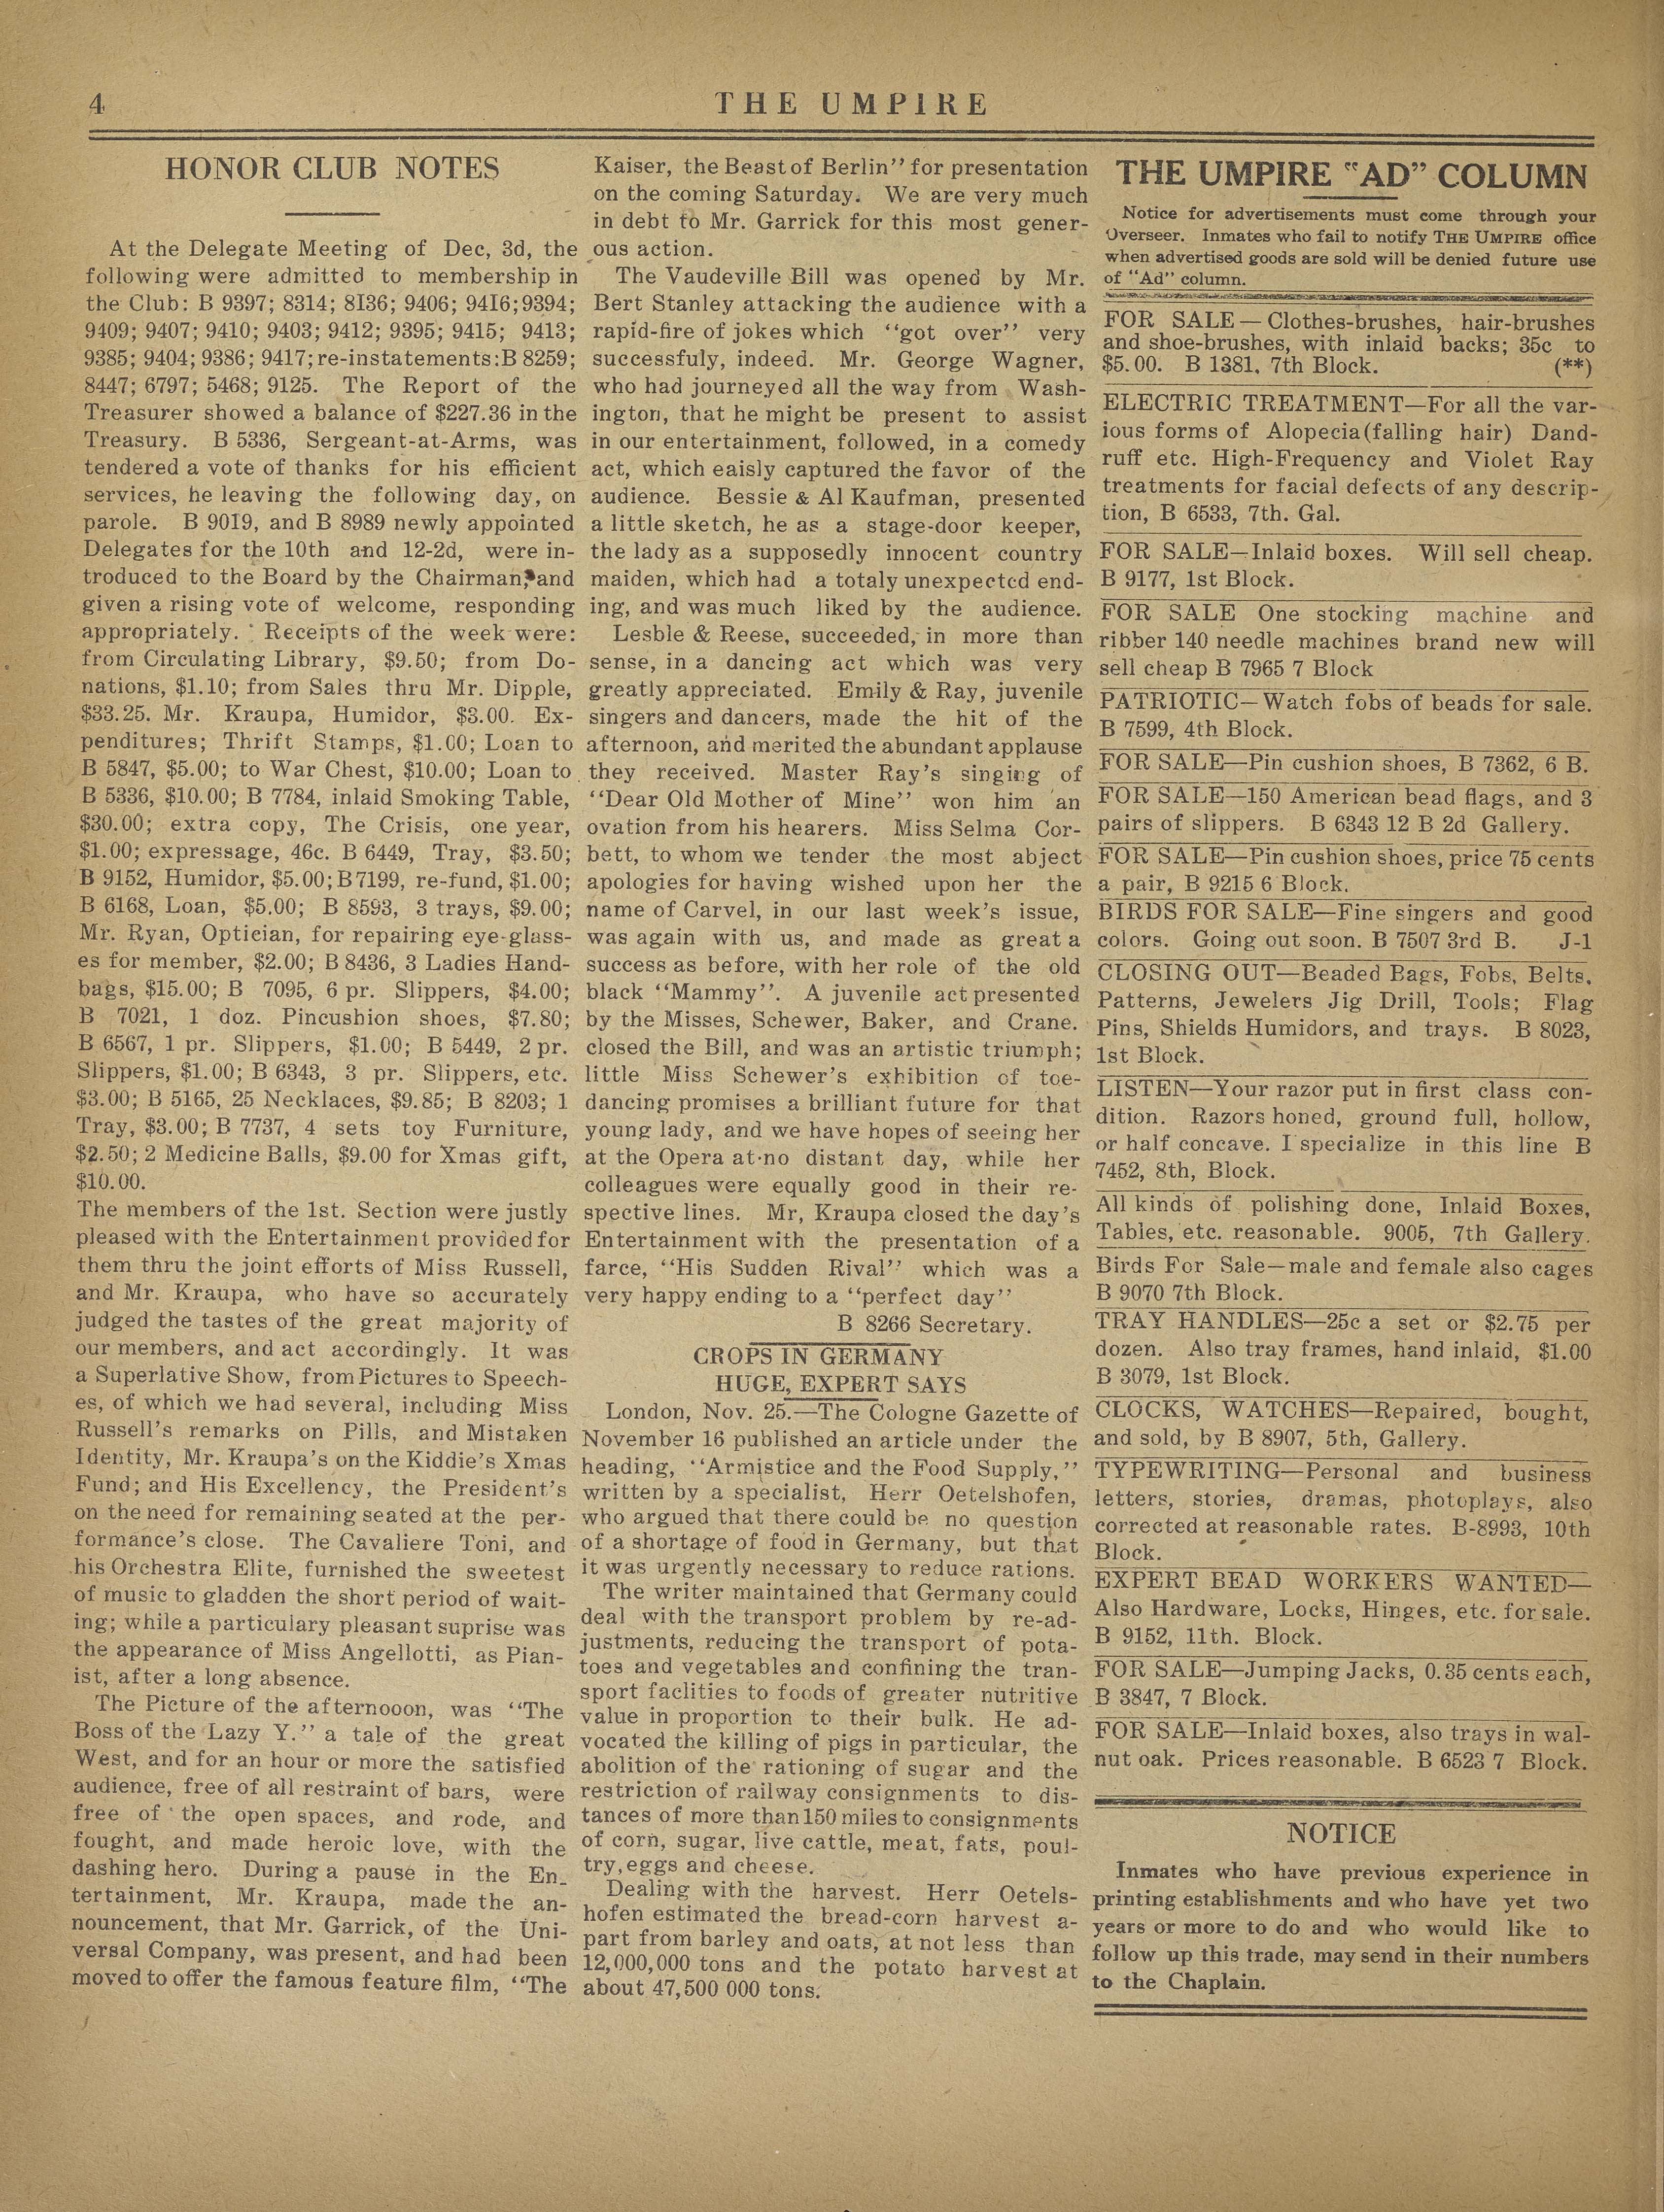 4
THE UMPIRE
HONOR CLUB NOTES
At the Delegate Meeting of Dec, 3d, the
following were admitted to membership in
the Club: B 9397; 8314; 8I36; 9406; 94I6; 9394;
9409; 9407; 9410; 9403; 9412; 9395; 9415; 9413;
9385; 9404; 9386; 9417; re-instatements: B 8259;
8447; 6797; 5468; 9125. The Report of the
Treasurer showed a balance of $227.36 in the
Treasury. B 5336, Sergeant-at-Arms, was
tendered a vote of thanks for his efficient
services, he leaving the following day, on
parole. B 9019, and B 8989 newly appointed
Delegates for the 10th and 12-2d, were in-
troduced to the Board by the Chairman, and
given a rising vote of welcome, responding
appropriately. Receipts of the week were:
from Circulating Library, $9.50; from Do-
nations, $1.10; from Sales thru Mr. Dipple,
$33.25. Mr. Kraupa, Humidor, $3.00. Ex-
penditures; Thrift Stamps, $1.00; Loan to
B 5847, $5.00; to War Chest, $10.00; Loan to
B 5336, $10.00; B 7784, inlaid Smoking Table,
$30.00; extra copy, The Crisis, one year,
$1.00; expressage, 46c. B 6449, Tray, $3.50;
B 9152, Humidor, $5.00; B 7199, re-fund, $1.00;
B 6168, Loan, $5.00; B 8593, 3 trays, $9.00;
Mr. Ryan, Optician, for repairing eye-glass-
es for member, $2.00; B 8436, 3 Ladies Hand-
bags, $15.00; B 7095, 6 pr. Slippers, $4.00;
B 7021, 1 doz. Pincushion shoes, $7.80;
B 6567, 1 pr. Slippers, $1.00; B 5449, 2 pr.
Slippers, $1.00; B 6343, 3 pr. Slippers, etc.
$3.00; B 5165, 25 Necklaces, $9.85; B 8203; 1
Tray, $3.00; B 7737, 4 sets toy Furniture,
$2.50; 2 Medicine Balls, $9.00 for Xmas gift,
$10.00.
The members of the 1st. Section were justly
pleased with the Entertainment provided for
them thru the joint efforts of Miss Russell,
and Mr. Kraupa, who have so accurately
judged the tastes of the great majority of
our members, and act accordingly. It was
a Superlative Show, from Pictures to Speech-
es, of which we had several, including Miss
Russell's remarks on Pills, and Mistaken
Identity, Mr. Kraupa's on the Kiddie's Xmas
Fund; and His Excellency, the President's
on the need for remaining seated at the per-
formance's close. The Cavaliere Toni, and
his Orchestra Elite, furnished the sweetest
of music to gladden the short period of wait-
ing; while a particulary pleasant suprise was
the appearance of Miss Angellotti, as Pian-
ist, after a long absence.
The Picture of the afternooon, was "The
Boss of the Lazy Y." a tale of the great
West, and for an hour or more the satisfied
audience, free of all restraint of bars, were
free of the open spaces, and rode, and
fought, and made heroic love, with the
dashing hero. During a pause in the En-
tertainment, Mr. Kraupa, made the an-
nouncement, that Mr. Garrick, of the Uni-
versal Company, was present, and had been
moved to offer the famous feature film, "The
Kaiser, the Beast of Berlin" for presentation
on the coming Saturday. We are very much
in debt to Mr. Garrick for this most gener-
ous action.
The Vaudeville Bill was opened by Mr.
Bert Stanley attacking the audience with a
rapid-fire of jokes which "got over" very
successfuly, indeed. Mr. George Wagner,
who had journeyed all the way from Wash-
ington, that he might be present to assist
in our entertainment, followed, in a comedy
act, which eaisly captured the favor of the
audience. Bessie & Al Kaufman, presented
a little sketch, he as a stage-door keeper,
the lady as a supposedly innocent country
maiden, which had a totaly unexpected end-
ing, and was much liked by the audience.
Lesble & Reese, succeeded, in more than
sense, in a dancing act which was very
greatly appreciated. Emily & Ray, juvenile
singers and dancers, made the hit of the
afternoon, and merited the abundant applause
they received. Master Ray's singing of
"Dear Old Mother of Mine" won him an
ovation from his hearers. Miss Selma Cor-
bett, to whom we tender the most abject
apologies for having wished upon her the
name of Carvel, in our last week's issue,
was again with us, and made as great a
success as before, with her role of the old
black "Mammy". A juvenile act presented
by the Misses, Schewer, Baker, and Crane.
closed the Bill, and was an artistic triumph;
little Miss Schewer's exhibition of toe-
dancing promises a brilliant future for that
young lady, and we have hopes of seeing her
at the Opera at no distant day, while her
colleagues were equally good in their re-
spective lines. Mr, Kraupa closed the day's
Entertainment with the presentation of a
farce, "His Sudden Rival" which was a
very happy ending to a "perfect day"
B 8266 Secretary.
CROPS IN GERMANY
HUGE, EXPERT SAYS
London, Nov. 25.—The Cologne Gazette of
November 16 published an article under the
heading, "Armistice and the Food Supply,"
written by a specialist, Herr Oetelshofen,
who argued that there could be no question
of a shortage of food in Germany, but that
it was urgently necessary to reduce rations.
The writer maintained that Germany could
deal with the transport problem by re-ad-
justments, reducing the transport of pota-
toes and vegetables and confining the tran-
sport faclities to foods of greater nutritive
value in proportion to their bulk. He ad-
vocated the killing of pigs in particular, the
abolition of the rationing of sugar and the
restriction of railway consignments to dis-
tances of more than 150 miles to consignments
of corn, sugar, live cattle, meat, fats, poul-
try, eggs and cheese.
Dealing with the harvest. Herr Oetels-
hofen estimated the bread-corn harvest a-
part from barley and oats, at not less than
12,000,000 tons and the potato harvest at
about 47,500 000 tons.
THE UMPIRE "AD" COLUMN
Notice for advertisements must come through your
Overseer. Inmates who fail to notify THE UMPIRE office
when advertised goods are sold will be denied future use
of "Ad" column.
FOR SALE—Clothes-brushes, hair-brushes
and shoe-brushes, with inlaid backs; 35c to
$5.00. B 1381, 7th Block. (**)
ELECTRIC TREATMENT—For all the var-
ious forms of Alopecia (falling hair) Dand-
ruff etc. High-Frequency and Violet Ray
treatments for facial defects of any descrip-
tion, B 6533, 7th. Gal.
FOR SALE—Inlaid boxes. Will sell cheap.
B 9177, 1st Block.
FOR SALE One stocking machine and
ribber 140 needle machines brand new will
sell cheap B 7965 7 Block
PATRIOTIC—Watch fobs of beads for sale.
B 7599, 4th Block.
FOR SALE—Pin cushion shoes, B 7362, 6 B.
FOR SALE—150 American bead flags, and 3
pairs of slippers. B 6343 12 B 2d Gallery.
FOR SALE—Pin cushion shoes, price 75 cents
a pair, B 9215 6 Block.
BIRDS FOR SALE—Fine singers and good
colors. Going out soon. B 7507 3rd B. J-1
CLOSING OUT—Beaded Bags, Fobs, Belts,
Patterns, Jewelers Jig Drill, Tools; Flag
Pins, Shields Humidors, and trays. B 8023,
1st Block.
LISTEN—Your razor put in first class con-
dition. Razors honed, ground full, hollow,
or half concave. I specialize in this line B
7452, 8th, Block.
All kinds of polishing done, Inlaid Boxes,
Tables, etc. reasonable. 9005, 7th Gallery.
Birds For Sale—male and female also cages
B 9070 7th Block.
TRAY HANDLES—25c a set or $2.75 per
dozen. Also tray frames, hand inlaid, $1.00
B 3079, 1st Block.
CLOCKS, WATCHES—Repaired, bought,
and sold, by B 8907, 5th, Gallery.
TYPEWRITING—Personal and business
letters, stories, dramas, photoplays, also
corrected at reasonable rates. B-8993, 10th
Block.
EXPERT BEAD WORKERS WANTED—
Also Hardware, Locks, Hinges, etc. for sale.
B 9152, 11th. Block.
FOR SALE—Jumping Jacks, 0.35 cents each,
B 3847, 7 Block.
FOR SALE—Inlaid boxes, also trays in wal-
nut oak. Prices reasonable. B 6523 7 Block.
NOTICE
Inmates who have previous experience in
printing establishments and who have yet two
years or more to do and who would like to
follow up this trade, may send in their numbers
to the Chaplain.